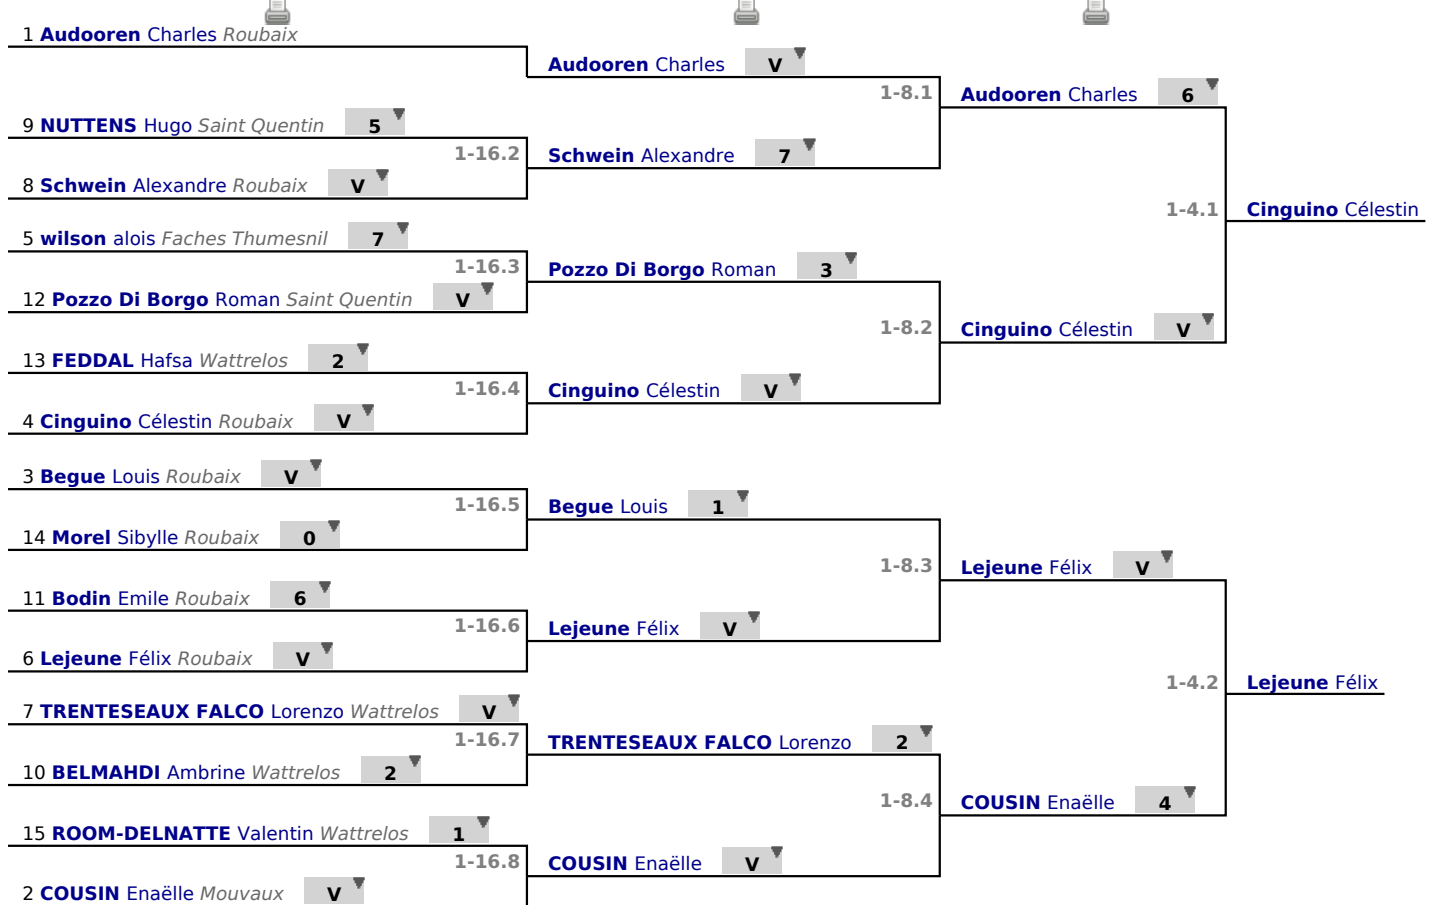 1 Audooren Charles Roubaix
9 NUTTENS Hugo Saint Quentin 5
1-16.2
8 Schwein Alexandre Roubaix V
5 wilson alois Faches Thumesnil 7
1-16.3
12 Pozzo Di Borgo Roman Saint Quentin V
13 FEDDAL Hafsa Wattrelos 2
1-16.4
4 Cinguino Célestin Roubaix V
3 Begue Louis Roubaix V
1-16.5
14 Morel Sibylle Roubaix 0
11 Bodin Emile Roubaix 6
1-16.6
6 Lejeune Félix Roubaix V
7 TRENTESEAUX FALCO Lorenzo Wattrelos V
1-16.7
10 BELMAHDI Ambrine Wattrelos 2
15 ROOM-DELNATTE Valentin Wattrelos 1
1-16.8
2 COUSIN Enaëlle Mouvaux V
Audooren Charles V
1-8.1
Schwein Alexandre 7
Pozzo Di Borgo Roman 3
1-8.2
Cinguino Célestin V
Begue Louis 1
1-8.3
Lejeune Félix V
TRENTESEAUX FALCO Lorenzo 2
1-8.4
COUSIN Enaëlle V
Audooren Charles 6
1-4.1
Cinguino Célestin V
Lejeune Félix V
1-4.2
COUSIN Enaëlle 4
Cinguino Célestin
Lejeune Félix